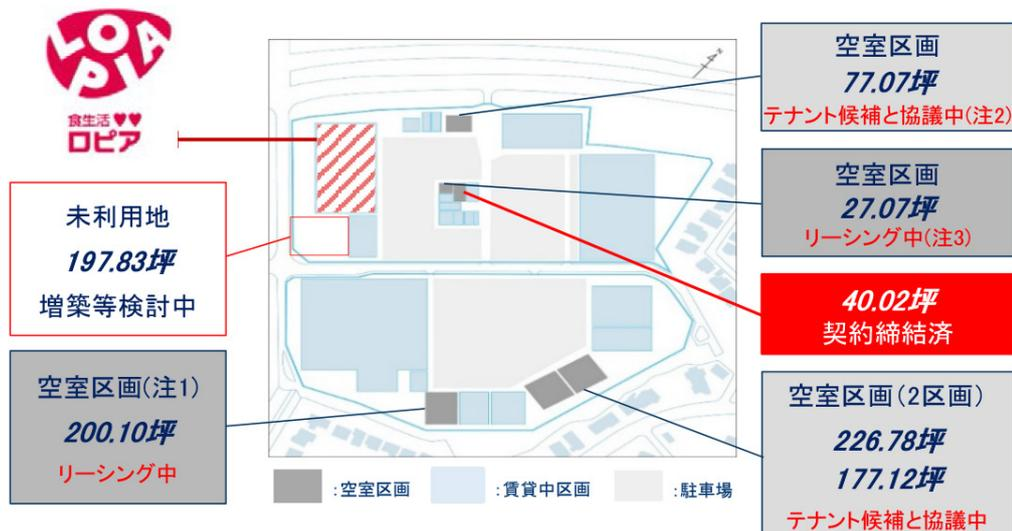 LOPIA
食生活♥♥
ロピア
未利用地
197.83坪
増築等検討中
空室区画(注1)
200.10坪
リーシング中
空室区画
77.07坪
テナント候補と協議中(注2)
空室区画
27.07坪
リーシング中(注3)
40.02坪
契約締結済
空室区画(2区画)
226.78坪
177.12坪
テナント候補と協議中
:空室区画
:賃貸中区画
:駐車場